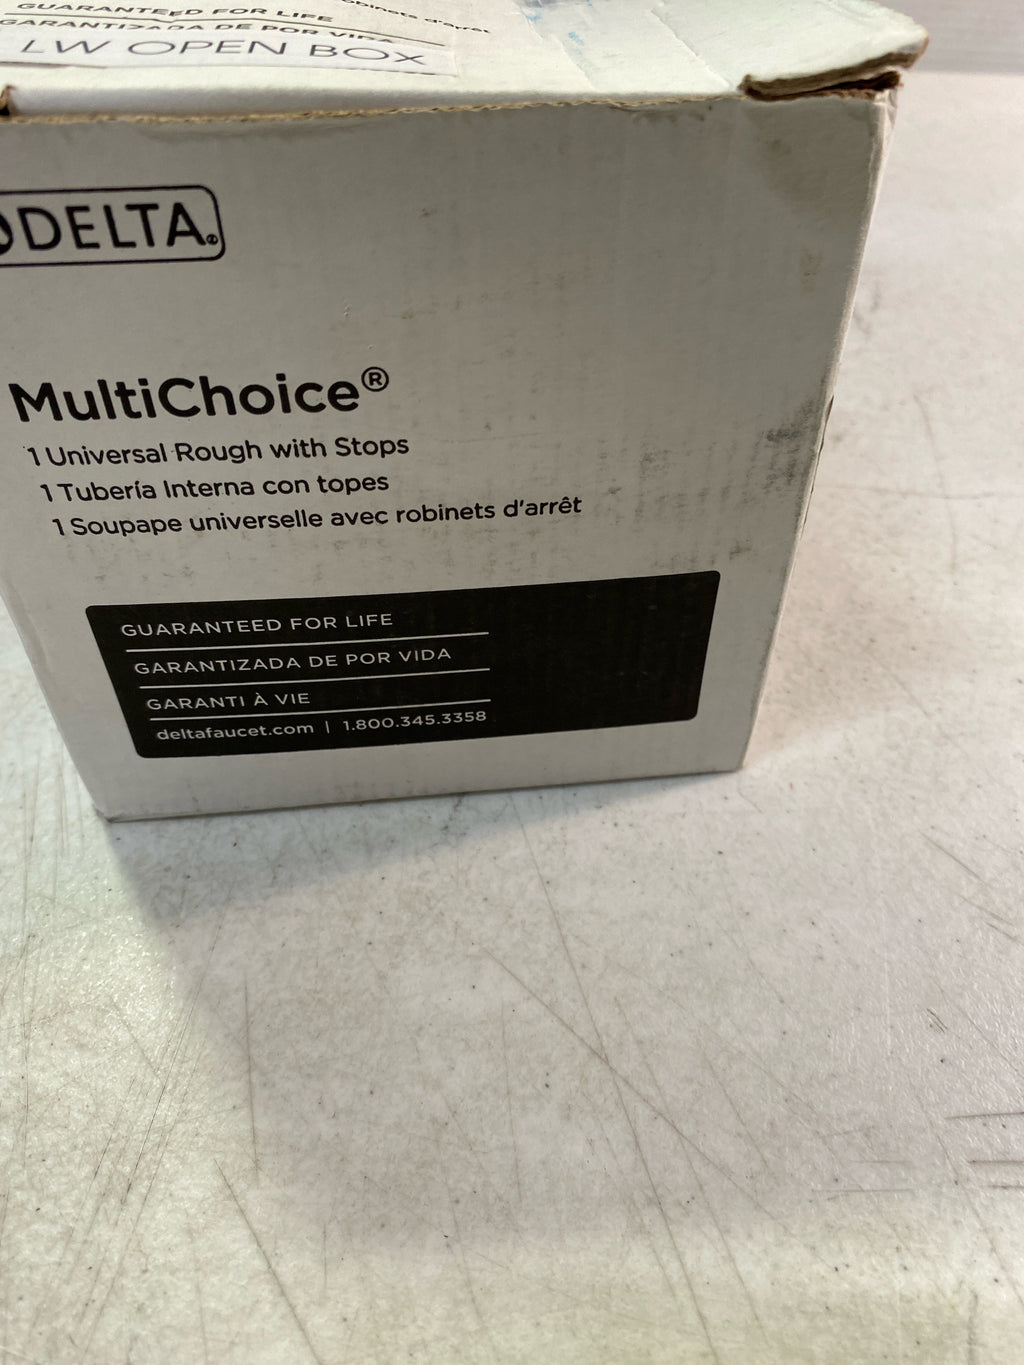 GUARANTEED FOR LIFE
GARANTIZADA DE POR VIDA
LW OPEN BOX
DELTA®
MultiChoice®
1 Universal Rough with Stops
1 Tubería Interna con topes
1 Soupape universelle avec robinets d'arrêt
GUARANTEED FOR LIFE
GARANTIZADA DE POR VIDA
GARANTI À VIE
deltafaucet.com | 1.800.345.3358